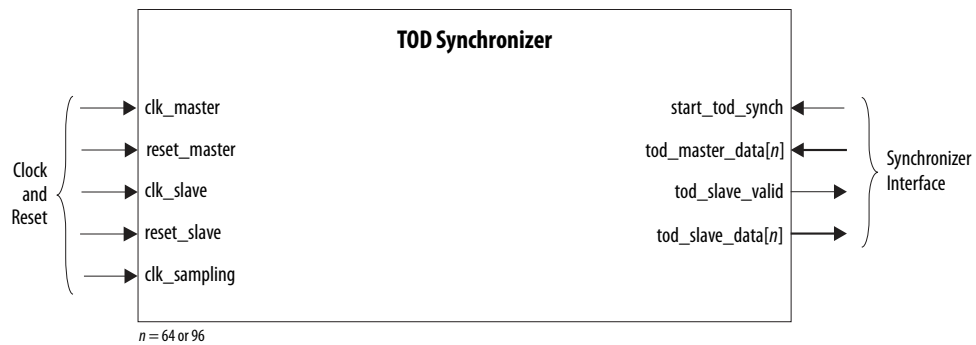 TOD Synchronizer
Clock
and
Reset
clk_master
reset_master
clk_slave
reset_slave
clk_sampling
start_tod_synch
tod_master_data[n]
tod_slave_valid
tod_slave_data[n]
Synchronizer
Interface
n = 64 or 96